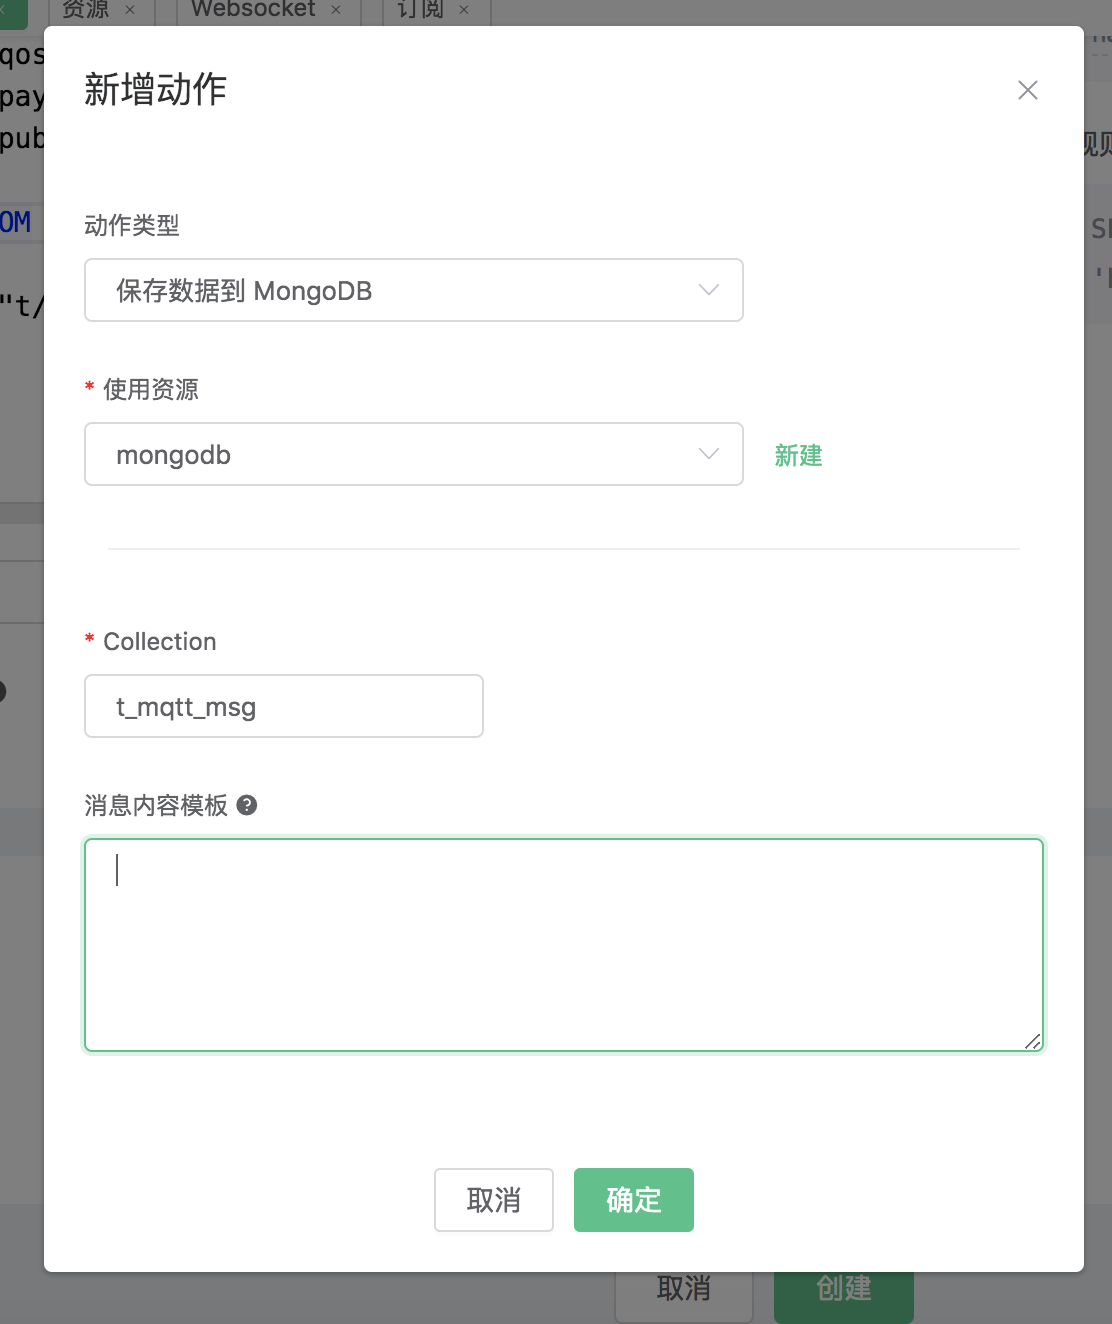 资源 × Websocket × 订阅 ×
qos
pay
pub
OM
"t/
新增动作
动作类型
保存数据到 MongoDB
* 使用资源
mongodb
新建
* Collection
t_mqtt_msg
消息内容模板 ?
取消 确定
取消 创建